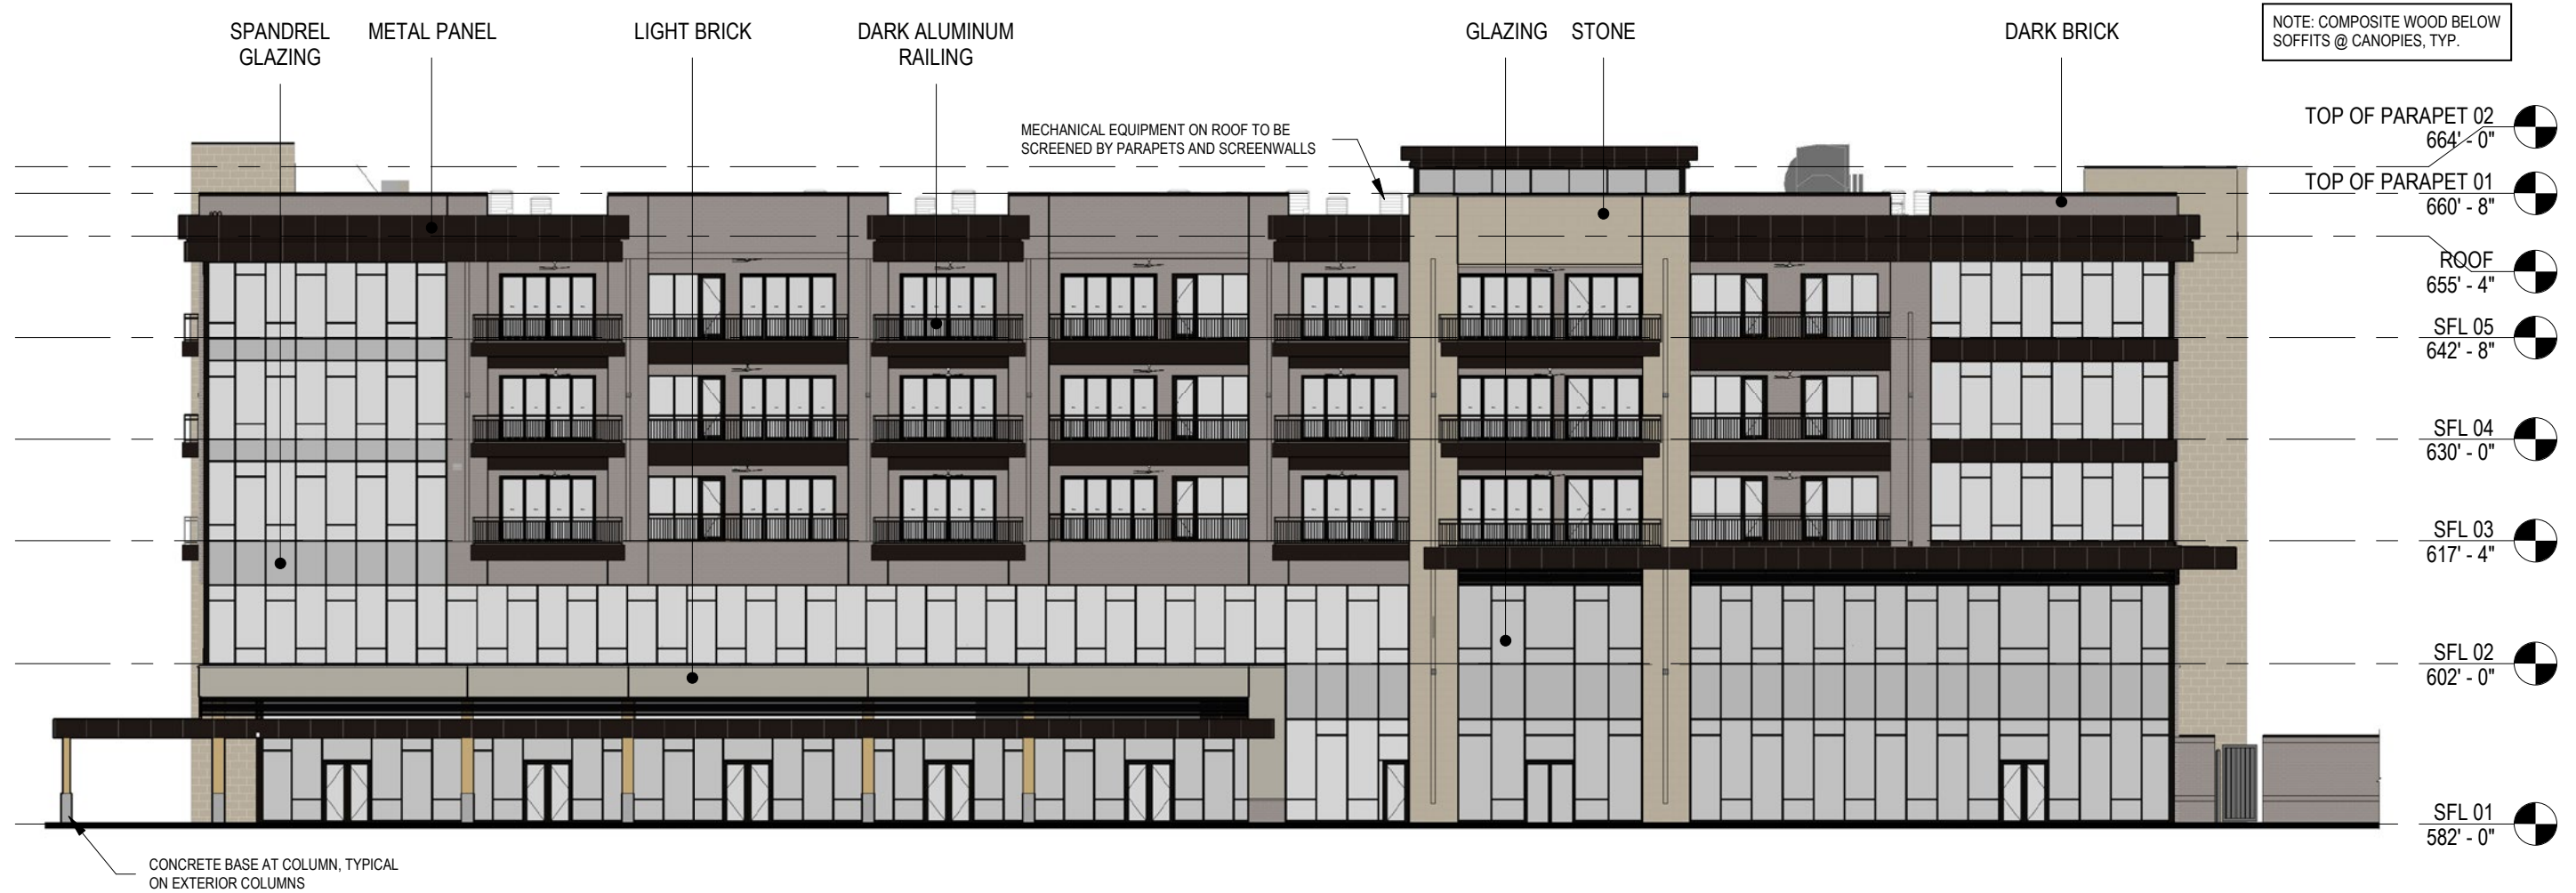 SPANDREL
GLAZING
METAL PANEL
LIGHT BRICK
DARK ALUMINUM
RAILING
GLAZING
STONE
DARK BRICK
NOTE: COMPOSITE WOOD BELOW
SOFFITS @ CANOPIES, TYP.
MECHANICAL EQUIPMENT ON ROOF TO BE
SCREENED BY PARAPETS AND SCREENWALLS
TOP OF PARAPET 02
664' - 0"
TOP OF PARAPET 01
660' - 8"
ROOF
655' - 4"
SFL 05
642' - 8"
SFL 04
630' - 0"
SFL 03
617' - 4"
SFL 02
602' - 0"
SFL 01
582' - 0"
CONCRETE BASE AT COLUMN, TYPICAL
ON EXTERIOR COLUMNS